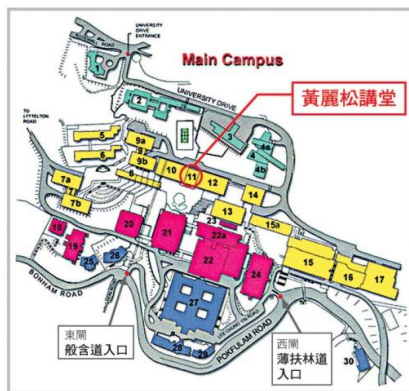 UNIVERSITY DRIVE
ENTRANCE
ROAD
Main Campus
UNIVERSITY DRIVE
黃麗松講堂
TO
LYTTELTON
ROAD
1
2
3
4a
4b
5
6
9a
9b
8
10
11
12
14
7a
7b
13
15a
23
22a
20
21
22
18
19
24
15
16
17
25
26
27
28
29
30
BONHAM ROAD
POKFULAM ROAD
東閘
般含道入口
西閘
薄扶林道
入口